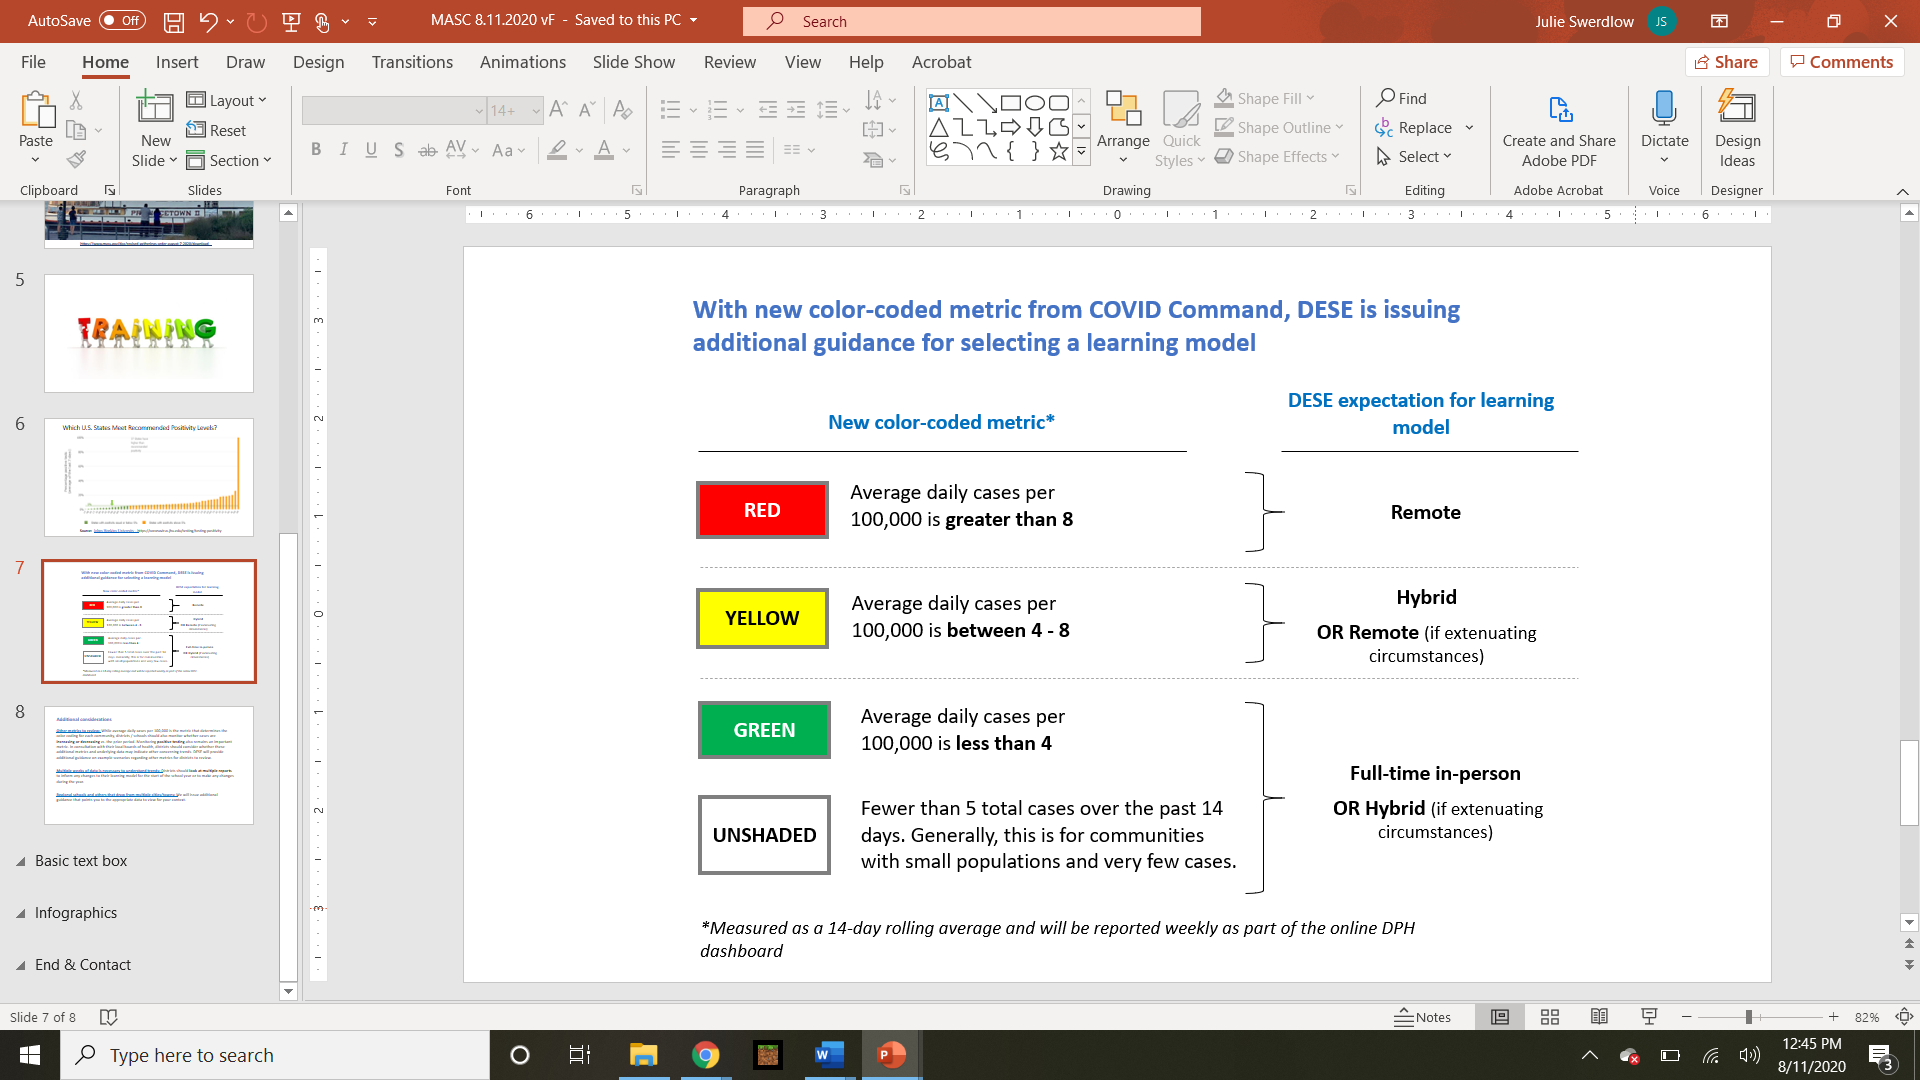 AutoSave Off
MASC 8.11.2020 vF - Saved to this PC
Search
Julie Swerdlow JS
File Home Insert Draw Design Transitions Animations Slide Show Review View Help Acrobat Share Comments
Paste
Clipboard
New Slide
Layout
Reset
Section
Slides
14+
Font
Paragraph
Arrange
Quick Styles
Shape Fill
Shape Outline
Shape Effects
Drawing
Find
Replace
Select
Editing
Create and Share Adobe PDF
Adobe Acrobat
Dictate
Voice
Design Ideas
Designer
5
TRAINING
6
Which U.S. States Meet Recommended Positivity Levels?
7
8
Additional considerations
Basic text box
Infographics
End & Contact
With new color-coded metric from COVID Command, DESE is issuing
additional guidance for selecting a learning model
New color-coded metric*
DESE expectation for learning
model
RED
Average daily cases per
100,000 is greater than 8
Remote
YELLOW
Average daily cases per
100,000 is between 4 - 8
Hybrid
OR Remote (if extenuating
circumstances)
GREEN
Average daily cases per
100,000 is less than 4
UNSHADED
Fewer than 5 total cases over the past 14
days. Generally, this is for communities
with small populations and very few cases.
Full-time in-person
OR Hybrid (if extenuating
circumstances)
*Measured as a 14-day rolling average and will be reported weekly as part of the online DPH
dashboard
Slide 7 of 8
Notes
82%
Type here to search
12:45 PM
8/11/2020
3